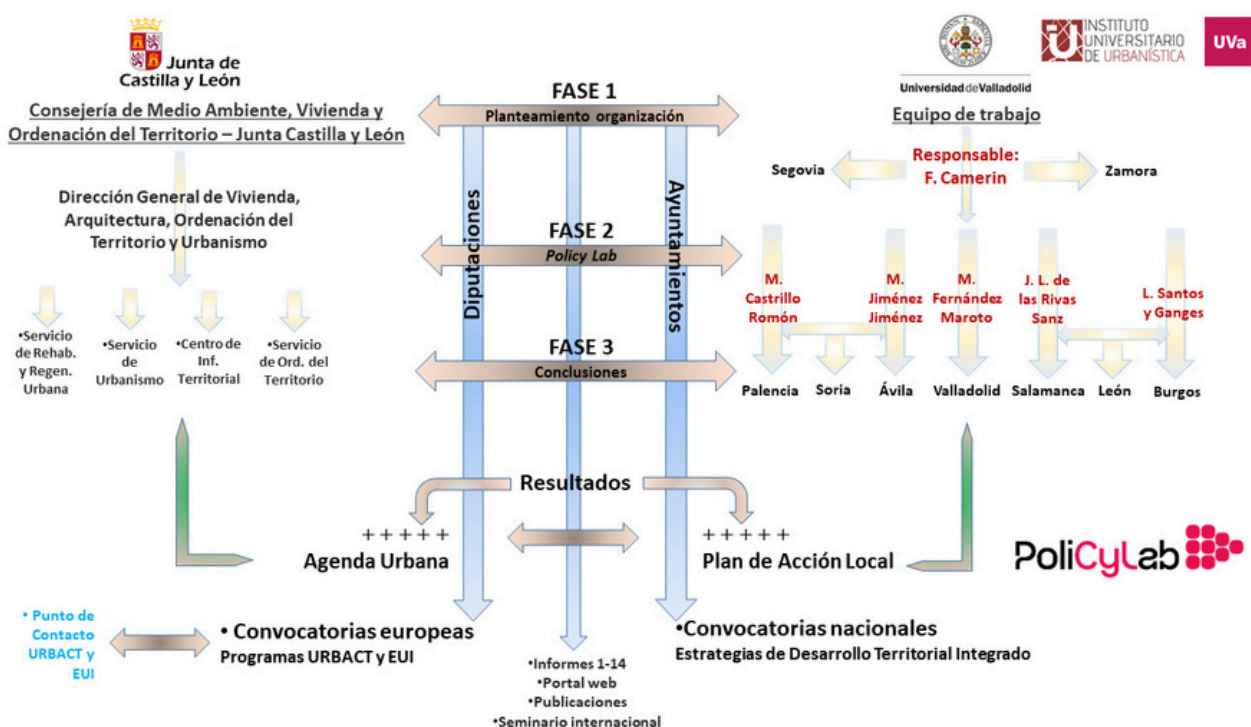 Junta de
Castilla y León
Consejería de Medio Ambiente, Vivienda y
Ordenación del Territorio – Junta Castilla y León
Dirección General de Vivienda,
Arquitectura, Ordenación del
Territorio y Urbanismo
•Servicio
de Rehab.
y Regen.
Urbana
•Servicio
de
Urbanismo
•Centro de
Inf.
Territorial
•Servicio
de Ord. del
Territorio
FASE 1
Planteamiento organización
Diputaciones
Ayuntamientos
FASE 2
Policy Lab
FASE 3
Conclusiones
Universidad de Valladolid
INSTITUTO
UNIVERSITARIO
DE URBANÍSTICA
UVa
Equipo de trabajo
Responsable:
F. Camerin
Segovia
Zamora
M.
Castrillo
Romón
M.
Jiménez
Jiménez
M.
Fernández
Maroto
J. L. de
las Rivas
Sanz
L. Santos
y Ganges
Palencia
Soria
Ávila
Valladolid
Salamanca
León
Burgos
Resultados
+ + + + +
Agenda Urbana
+ + + + +
Plan de Acción Local
PoliCyLab
• Punto de
Contacto
URBACT y
EUI
• Convocatorias europeas
Programas URBACT y EUI
•Convocatorias nacionales
Estrategias de Desarrollo Territorial Integrado
•Informes 1-14
•Portal web
•Publicaciones
•Seminario internacional